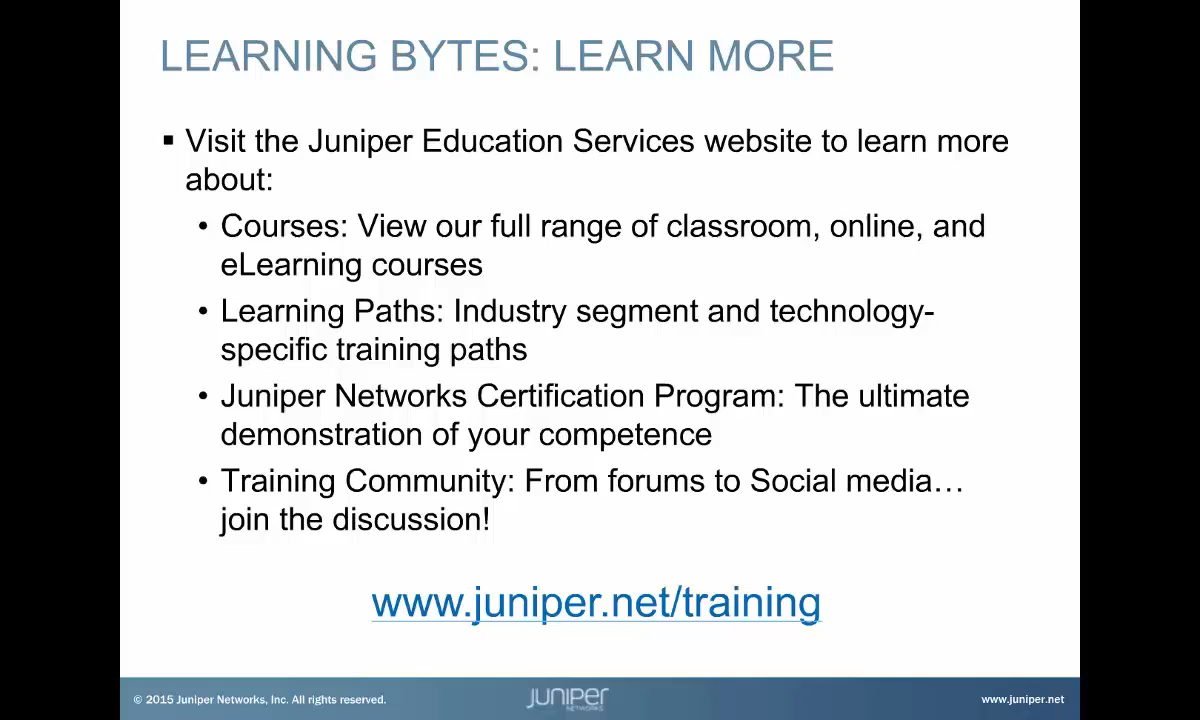 LEARNING BYTES: LEARN MORE
▪ Visit the Juniper Education Services website to learn more
about:
• Courses: View our full range of classroom, online, and
eLearning courses
• Learning Paths: Industry segment and technology-
specific training paths
• Juniper Networks Certification Program: The ultimate
demonstration of your competence
• Training Community: From forums to Social media…
join the discussion!
www.juniper.net/training
© 2015 Juniper Networks, Inc. All rights reserved.
JUNIPER
NETWORKS
www.juniper.net